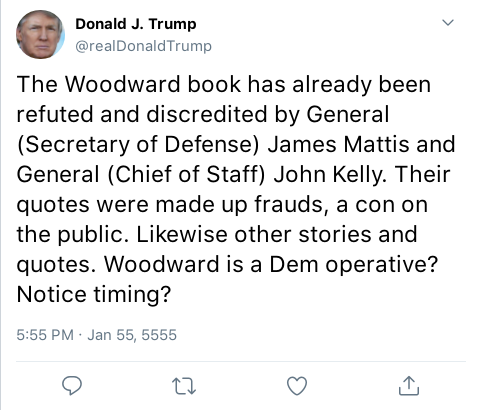 Donald J. Trump
@realDonaldTrump
The Woodward book has already been
refuted and discredited by General
(Secretary of Defense) James Mattis and
General (Chief of Staff) John Kelly. Their
quotes were made up frauds, a con on
the public. Likewise other stories and
quotes. Woodward is a Dem operative?
Notice timing?
5:55 PM · Jan 55, 5555